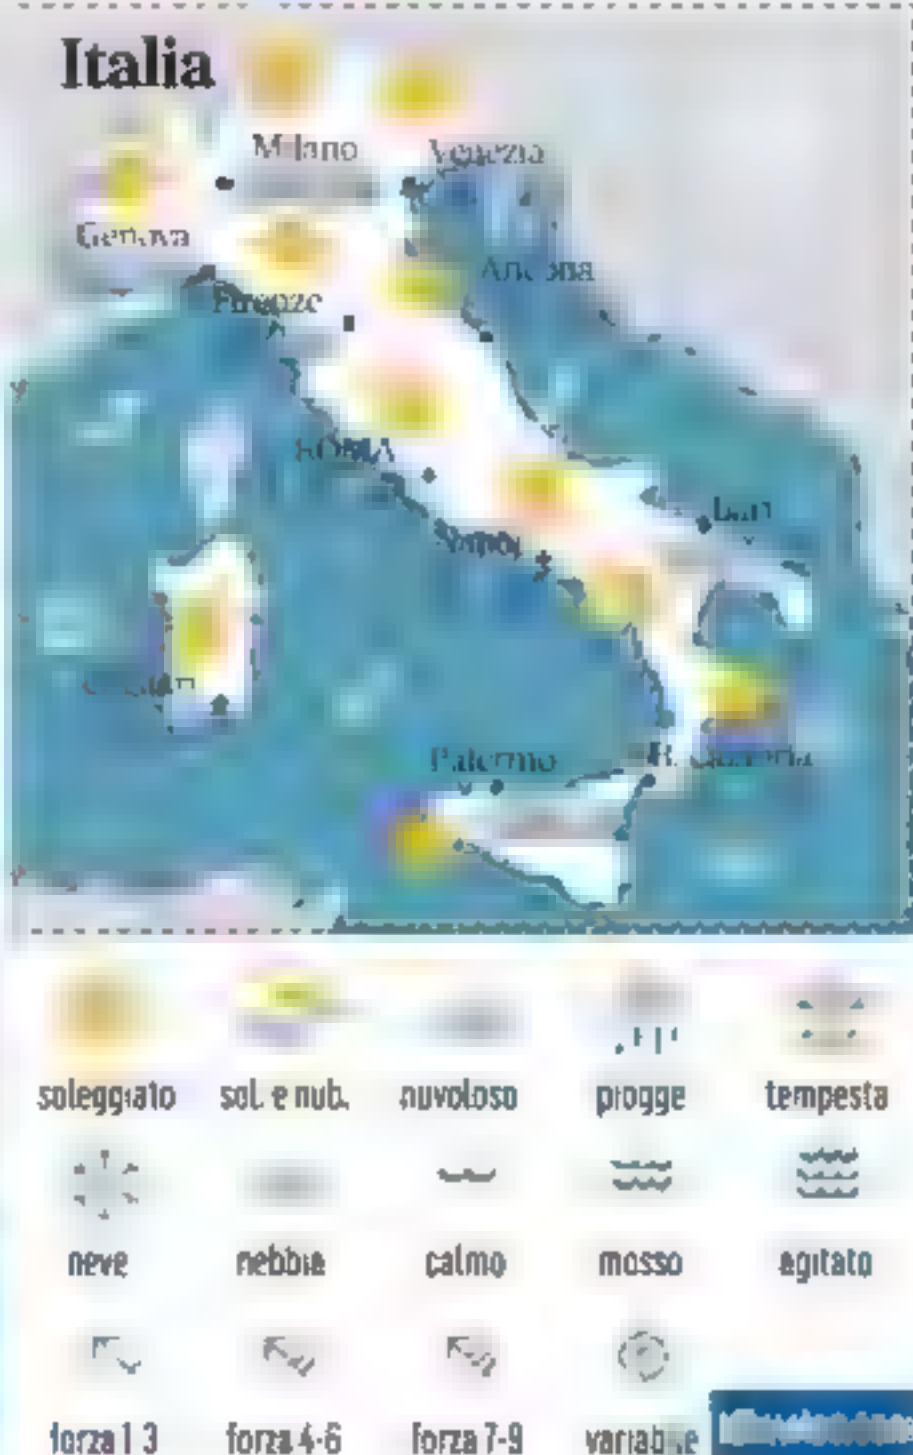 Italia
Milano
Venezia
Genova
Ancona
Firenze
ROMA
Napoli
Bari
Palermo
R. Calabria
soleggiato sol. e nub. nuvoloso piogge tempesta
neve nebbia calmo mosso agitato
forza 1-3 forza 4-6 forza 7-9 variabile